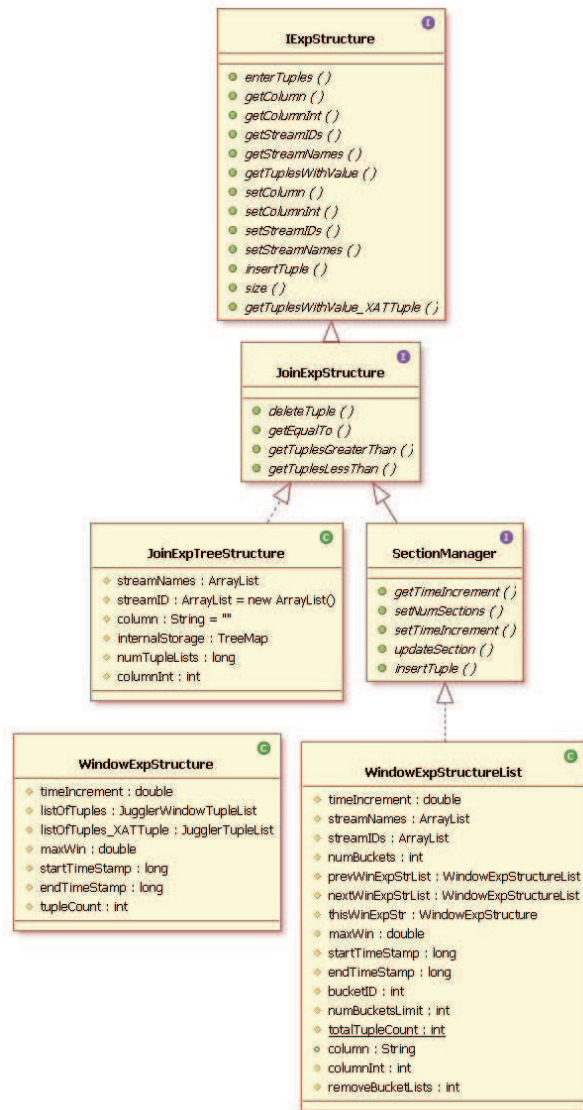 I
IExpStructure
enterTuples ( )
getColumn ( )
getColumnInt ( )
getStreamIDs ( )
getStreamNames ( )
getTuplesWithValue ( )
setColumn ( )
setColumnInt ( )
setStreamIDs ( )
setStreamNames ( )
insertTuple ( )
size ( )
getTuplesWithValue_XATTuple ( )
I
JoinExpStructure
deleteTuple ( )
getEqualTo ( )
getTuplesGreaterThan ( )
getTuplesLessThan ( )
C
JoinExpTreeStructure
streamNames : ArrayList
streamID : ArrayList = new ArrayList()
column : String = ""
internalStorage : TreeMap
numTupleLists : long
columnInt : int
I
SectionManager
getTimeIncrement ( )
setNumSections ( )
setTimeIncrement ( )
updateSection ( )
insertTuple ( )
C
WindowExpStructure
timeIncrement : double
listOfTuples : JugglerWindowTupleList
listOfTuples_XATTuple : JugglerTupleList
maxWin : double
startTimeStamp : long
endTimeStamp : long
tupleCount : int
C
WindowExpStructureList
timeIncrement : double
streamNames : ArrayList
streamIDs : ArrayList
numBuckets : int
prevWinExpStrList : WindowExpStructureList
nextWinExpStrList : WindowExpStructureList
thisWinExpStr : WindowExpStructure
maxWin : double
startTimeStamp : long
endTimeStamp : long
bucketID : int
numBucketsLimit : int
totalTupleCount : int
column : String
columnInt : int
removeBucketLists : int